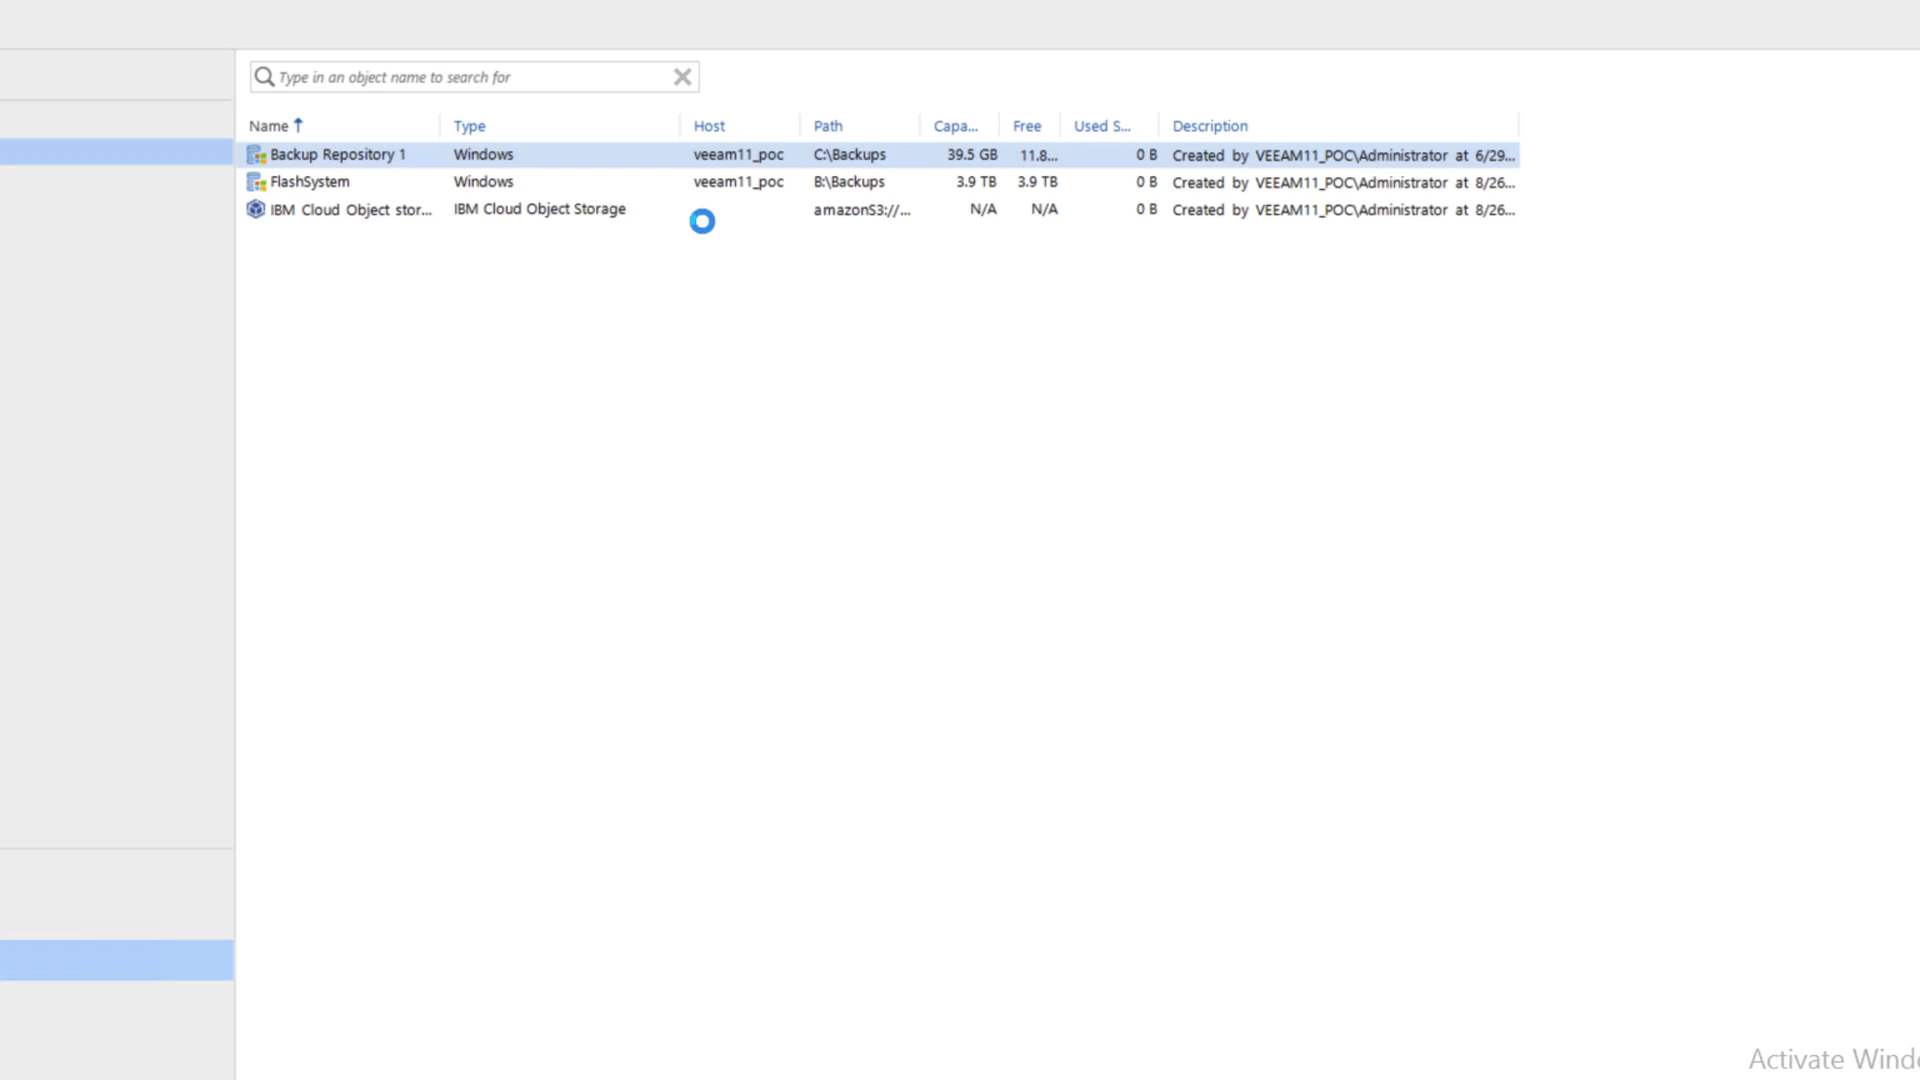 Type in an object name to search for
Name Type Host Path Capa... Free Used S... Description
Backup Repository 1 Windows veeam11_poc C:\Backups 39.5 GB 11.8... 0 B Created by VEEAM11_POC\Administrator at 6/29...
FlashSystem Windows veeam11_poc B:\Backups 3.9 TB 3.9 TB 0 B Created by VEEAM11_POC\Administrator at 8/26...
IBM Cloud Object stor... IBM Cloud Object Storage amazonS3://... N/A N/A 0 B Created by VEEAM11_POC\Administrator at 8/26...
Activate Windo